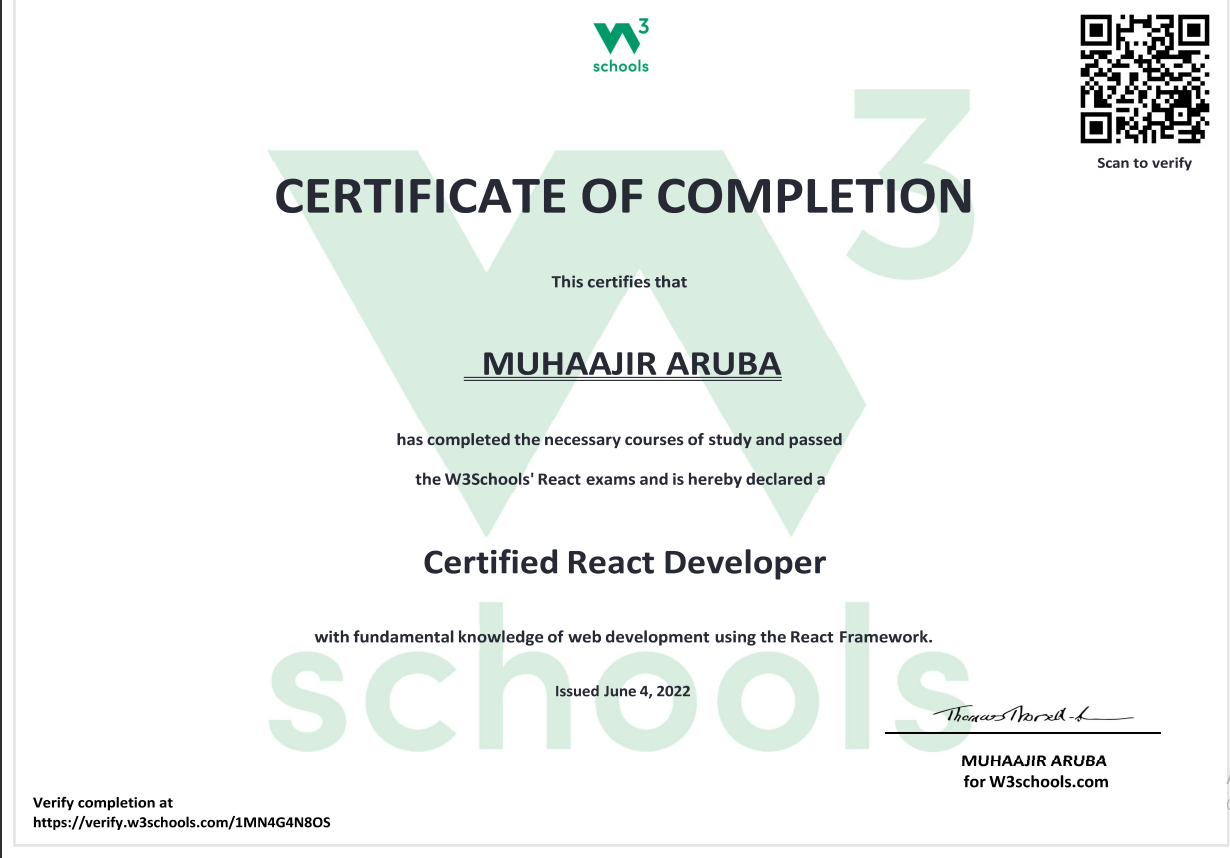 W3
schools
Scan to verify
CERTIFICATE OF COMPLETION
This certifies that
MUHAAJIR ARUBA
has completed the necessary courses of study and passed
the W3Schools' React exams and is hereby declared a
Certified React Developer
with fundamental knowledge of web development using the React Framework.
Issued June 4, 2022
MUHAAJIR ARUBA
for W3schools.com
Verify completion at
https://verify.w3schools.com/1MN4G4N8OS